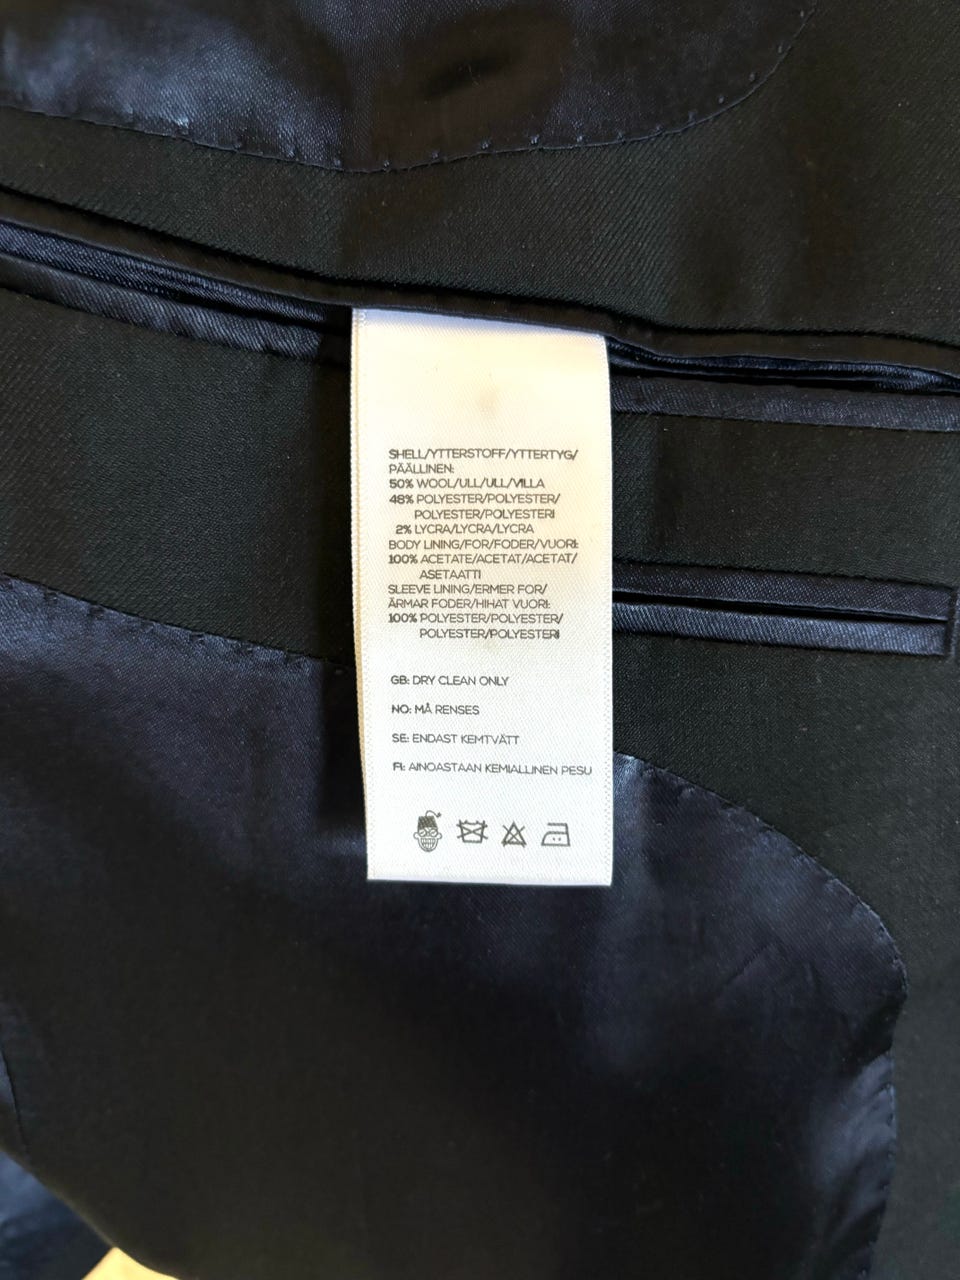 SHELL/YTTERSTOFF/YTTERTYG/
PÄÄLLINEN:
50% WOOL/ULL/ULL/VILLA
48% POLYESTER/POLYESTER/
POLYESTER/POLYESTERI
2% LYCRA/LYCRA/LYCRA
BODY LINING/FOR/FODER/VUORI:
100% ACETATE/ACETAT/ACETAT/
ASETAATTI
SLEEVE LINING/ERMER FOR/
ÄRMAR FODER/HIHAT VUORI:
100% POLYESTER/POLYESTER/
POLYESTER/POLYESTERI
GB: DRY CLEAN ONLY
NO: MÅ RENSES
SE: ENDAST KEMTVÄTT
FI: AINOASTAAN KEMIALLINEN PESU